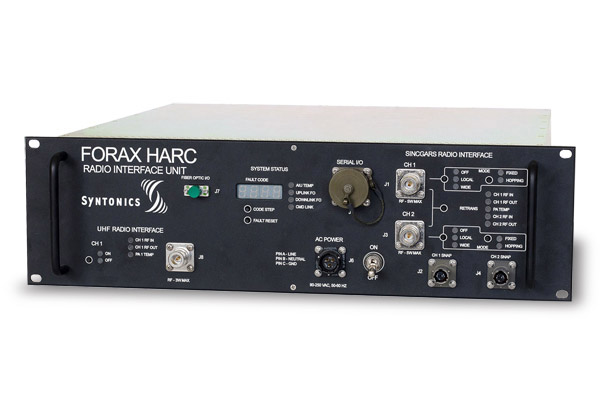 FORAX HARC
RADIO INTERFACE UNIT
SYNTONICS
FIBER OPTIC I/O
J7
SYSTEM STATUS
FAULT CODE
8888
A/U TEMP
UPLINK F/O
DOWNLINK F/O
CMD LINK
CODE STEP
FAULT RESET
SERIAL I/O
SINCGARS RADIO INTERFACE
CH 1
J1
RF - 5W MAX
OFF
LOCAL
WIDE
MODE
FIXED
HOPPING
RETRANS
CH 1 RF IN
CH 1 RF OUT
PA TEMP
CH 2 RF IN
CH 2 RF OUT
CH 2
J3
RF - 5W MAX
OFF
LOCAL
WIDE
MODE
FIXED
HOPPING
UHF RADIO INTERFACE
CH 1
ON
OFF
CH 1 RF IN
CH 1 RF OUT
PA 1 TEMP
J8
RF - 5W MAX
AC POWER
PIN A - LINE
PIN B - NEUTRAL
PIN C - GND
J6
90-250 VAC, 50-60 HZ
ON
OFF
CH 1 SNAP
J2
CH 2 SNAP
J4